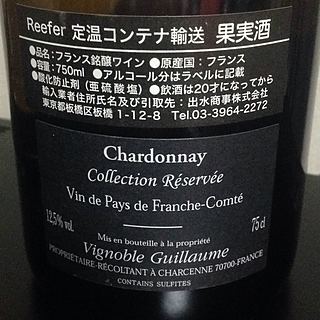 Reefer 定温コンテナ輸送 果実酒
●品名:フランス銘醸ワイン ●原産国:フランス
●容量:750ml ●アルコール分はラベルに記載
●酸化防止剤(亜硫酸塩) ●飲酒は20才になってから
輸入業者住所氏名及び引取先:出水商事株式会社
東京都板橋区板橋 1-12-8 Tel.03-3964-2272
Chardonnay
Collection Réservée
Vin de Pays de Franche-Comté
12,5% vol. 75 cl
Mis en bouteille à la propriété
Vignoble Guillaume
PROPRIÉTAIRE-RÉCOLTANT À CHARCENNE 70700-FRANCE
CONTAINS SULFITES